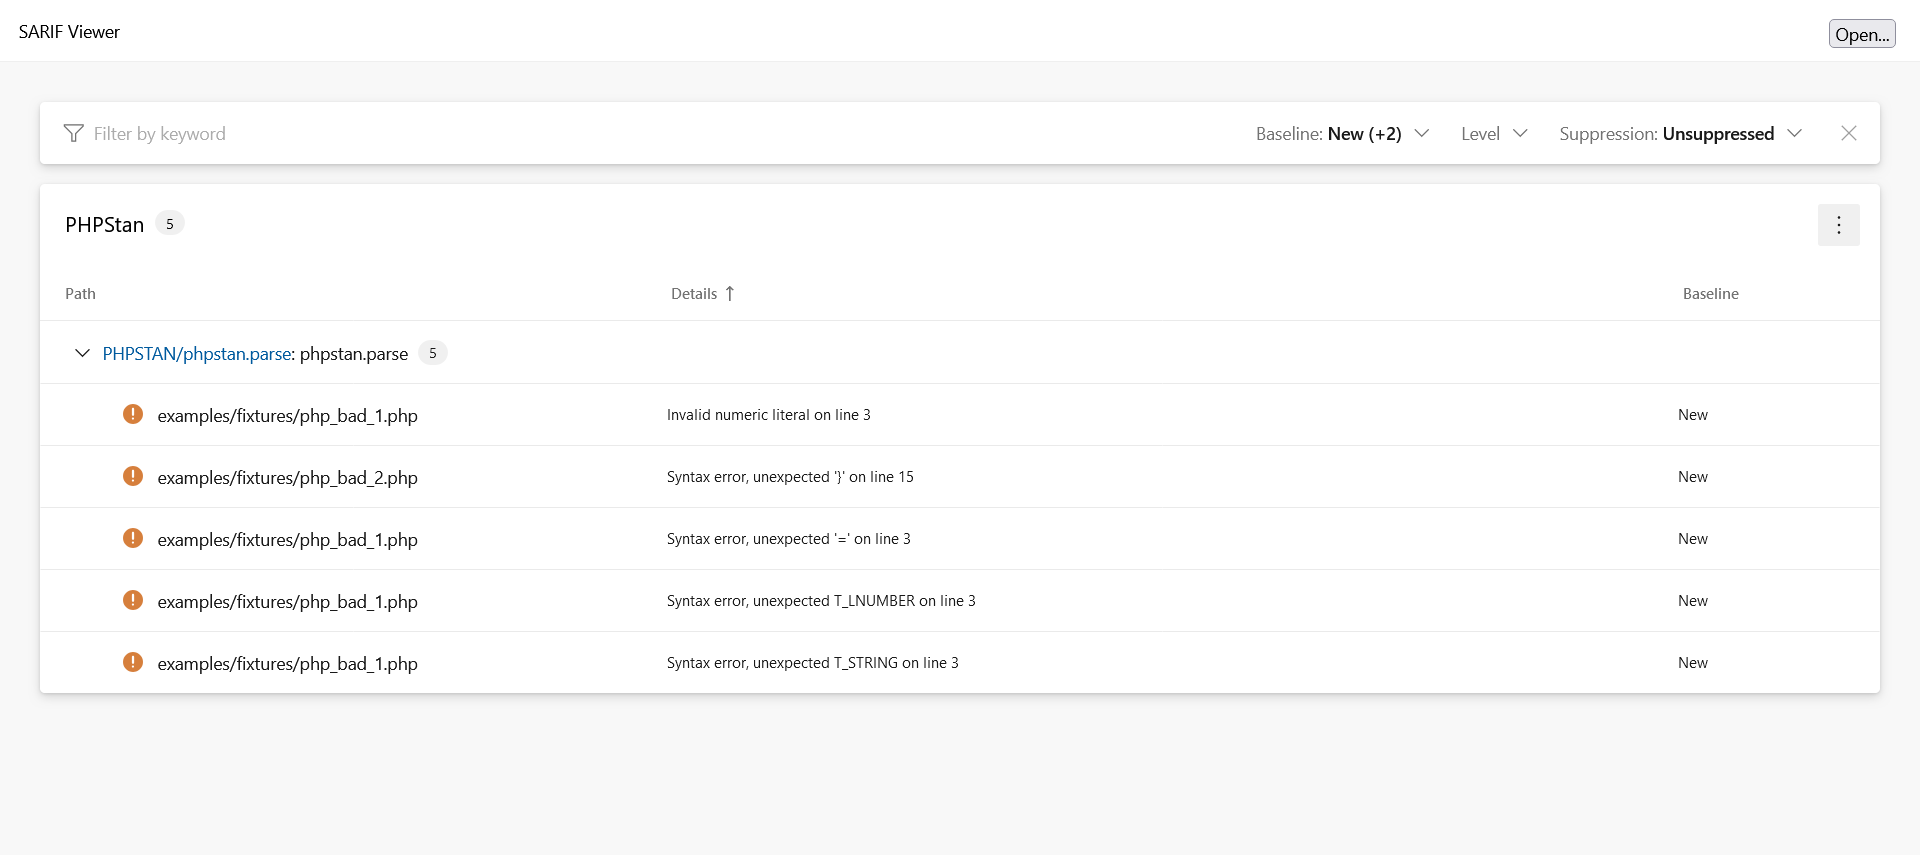 SARIF Viewer
Open...
Filter by keyword
Baseline: New (+2)
Level
Suppression: Unsuppressed
PHPStan 5
Path Details ↑ Baseline
PHPSTAN/phpstan.parse: phpstan.parse 5
examples/fixtures/php_bad_1.php Invalid numeric literal on line 3 New
examples/fixtures/php_bad_2.php Syntax error, unexpected '}' on line 15 New
examples/fixtures/php_bad_1.php Syntax error, unexpected '=' on line 3 New
examples/fixtures/php_bad_1.php Syntax error, unexpected T_LNUMBER on line 3 New
examples/fixtures/php_bad_1.php Syntax error, unexpected T_STRING on line 3 New